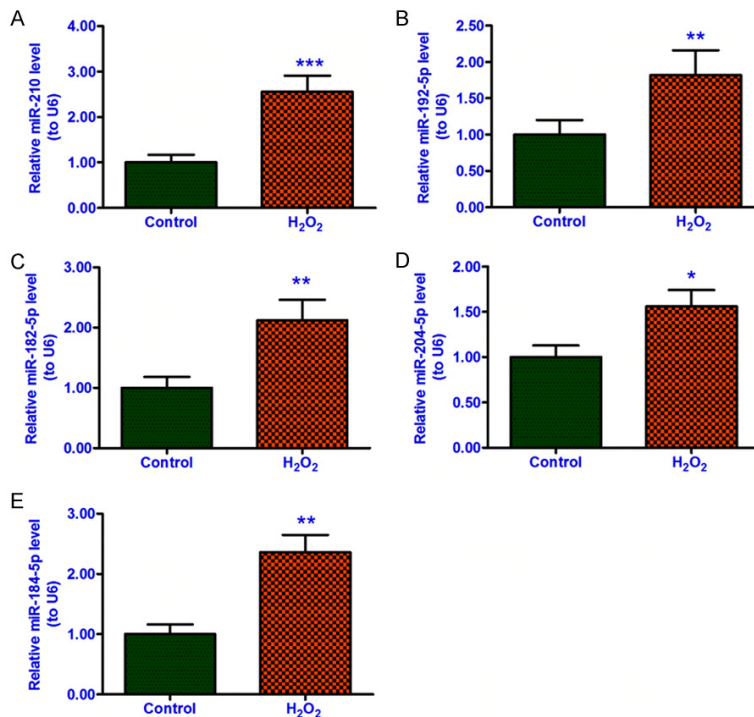 A
Relative miR-210 level
(to U6)
4.00
3.00
2.00
1.00
0.00
***
Control
H₂O₂
B
Relative miR-192-5p level
(to U6)
2.50
2.00
1.50
1.00
0.50
0.00
**
Control
H₂O₂
C
Relative miR-182-5p level
(to U6)
3.00
2.00
1.00
0.00
**
Control
H₂O₂
D
Relative miR-204-5p level
(to U6)
2.00
1.50
1.00
0.50
0.00
*
Control
H₂O₂
E
Relative miR-184-5p level
(to U6)
3.00
2.00
1.00
0.00
**
Control
H₂O₂